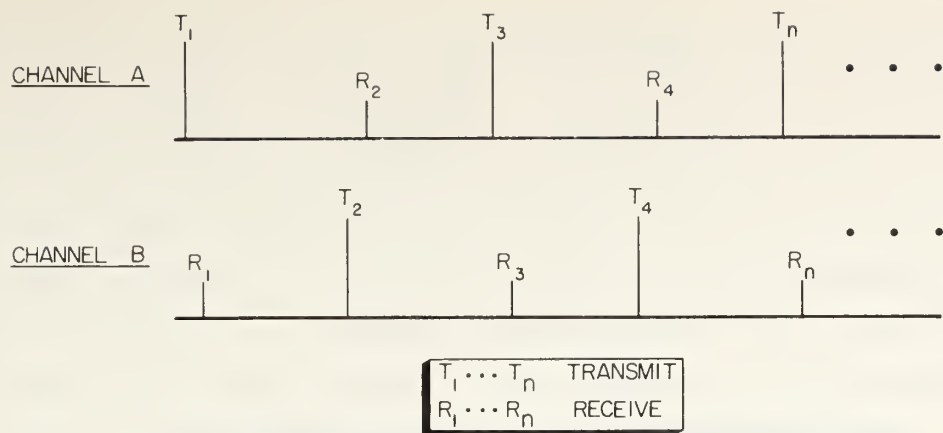 T₁ T₃ Tₙ
CHANNEL A
R₂ R₄
• • •
T₂ T₄
CHANNEL B
R₁ R₃ Rₙ
• • •
T₁ • • • Tₙ TRANSMIT
R₁ • • • Rₙ RECEIVE